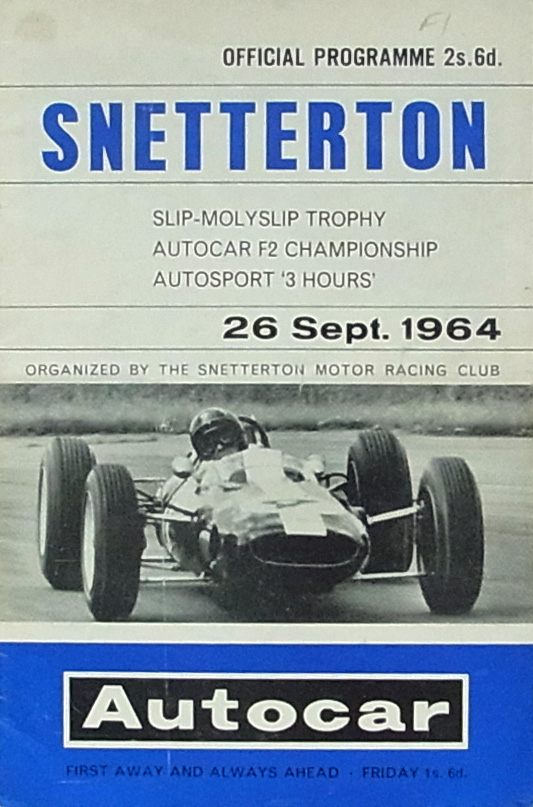 F1
OFFICIAL PROGRAMME 2s.6d.
SNETTERTON
SLIP-MOLYSLIP TROPHY
AUTOCAR F2 CHAMPIONSHIP
AUTOSPORT '3 HOURS'
26 Sept. 1964
ORGANIZED BY THE SNETTERTON MOTOR RACING CLUB
Autocar
FIRST AWAY AND ALWAYS AHEAD · FRIDAY 1s. 6d.